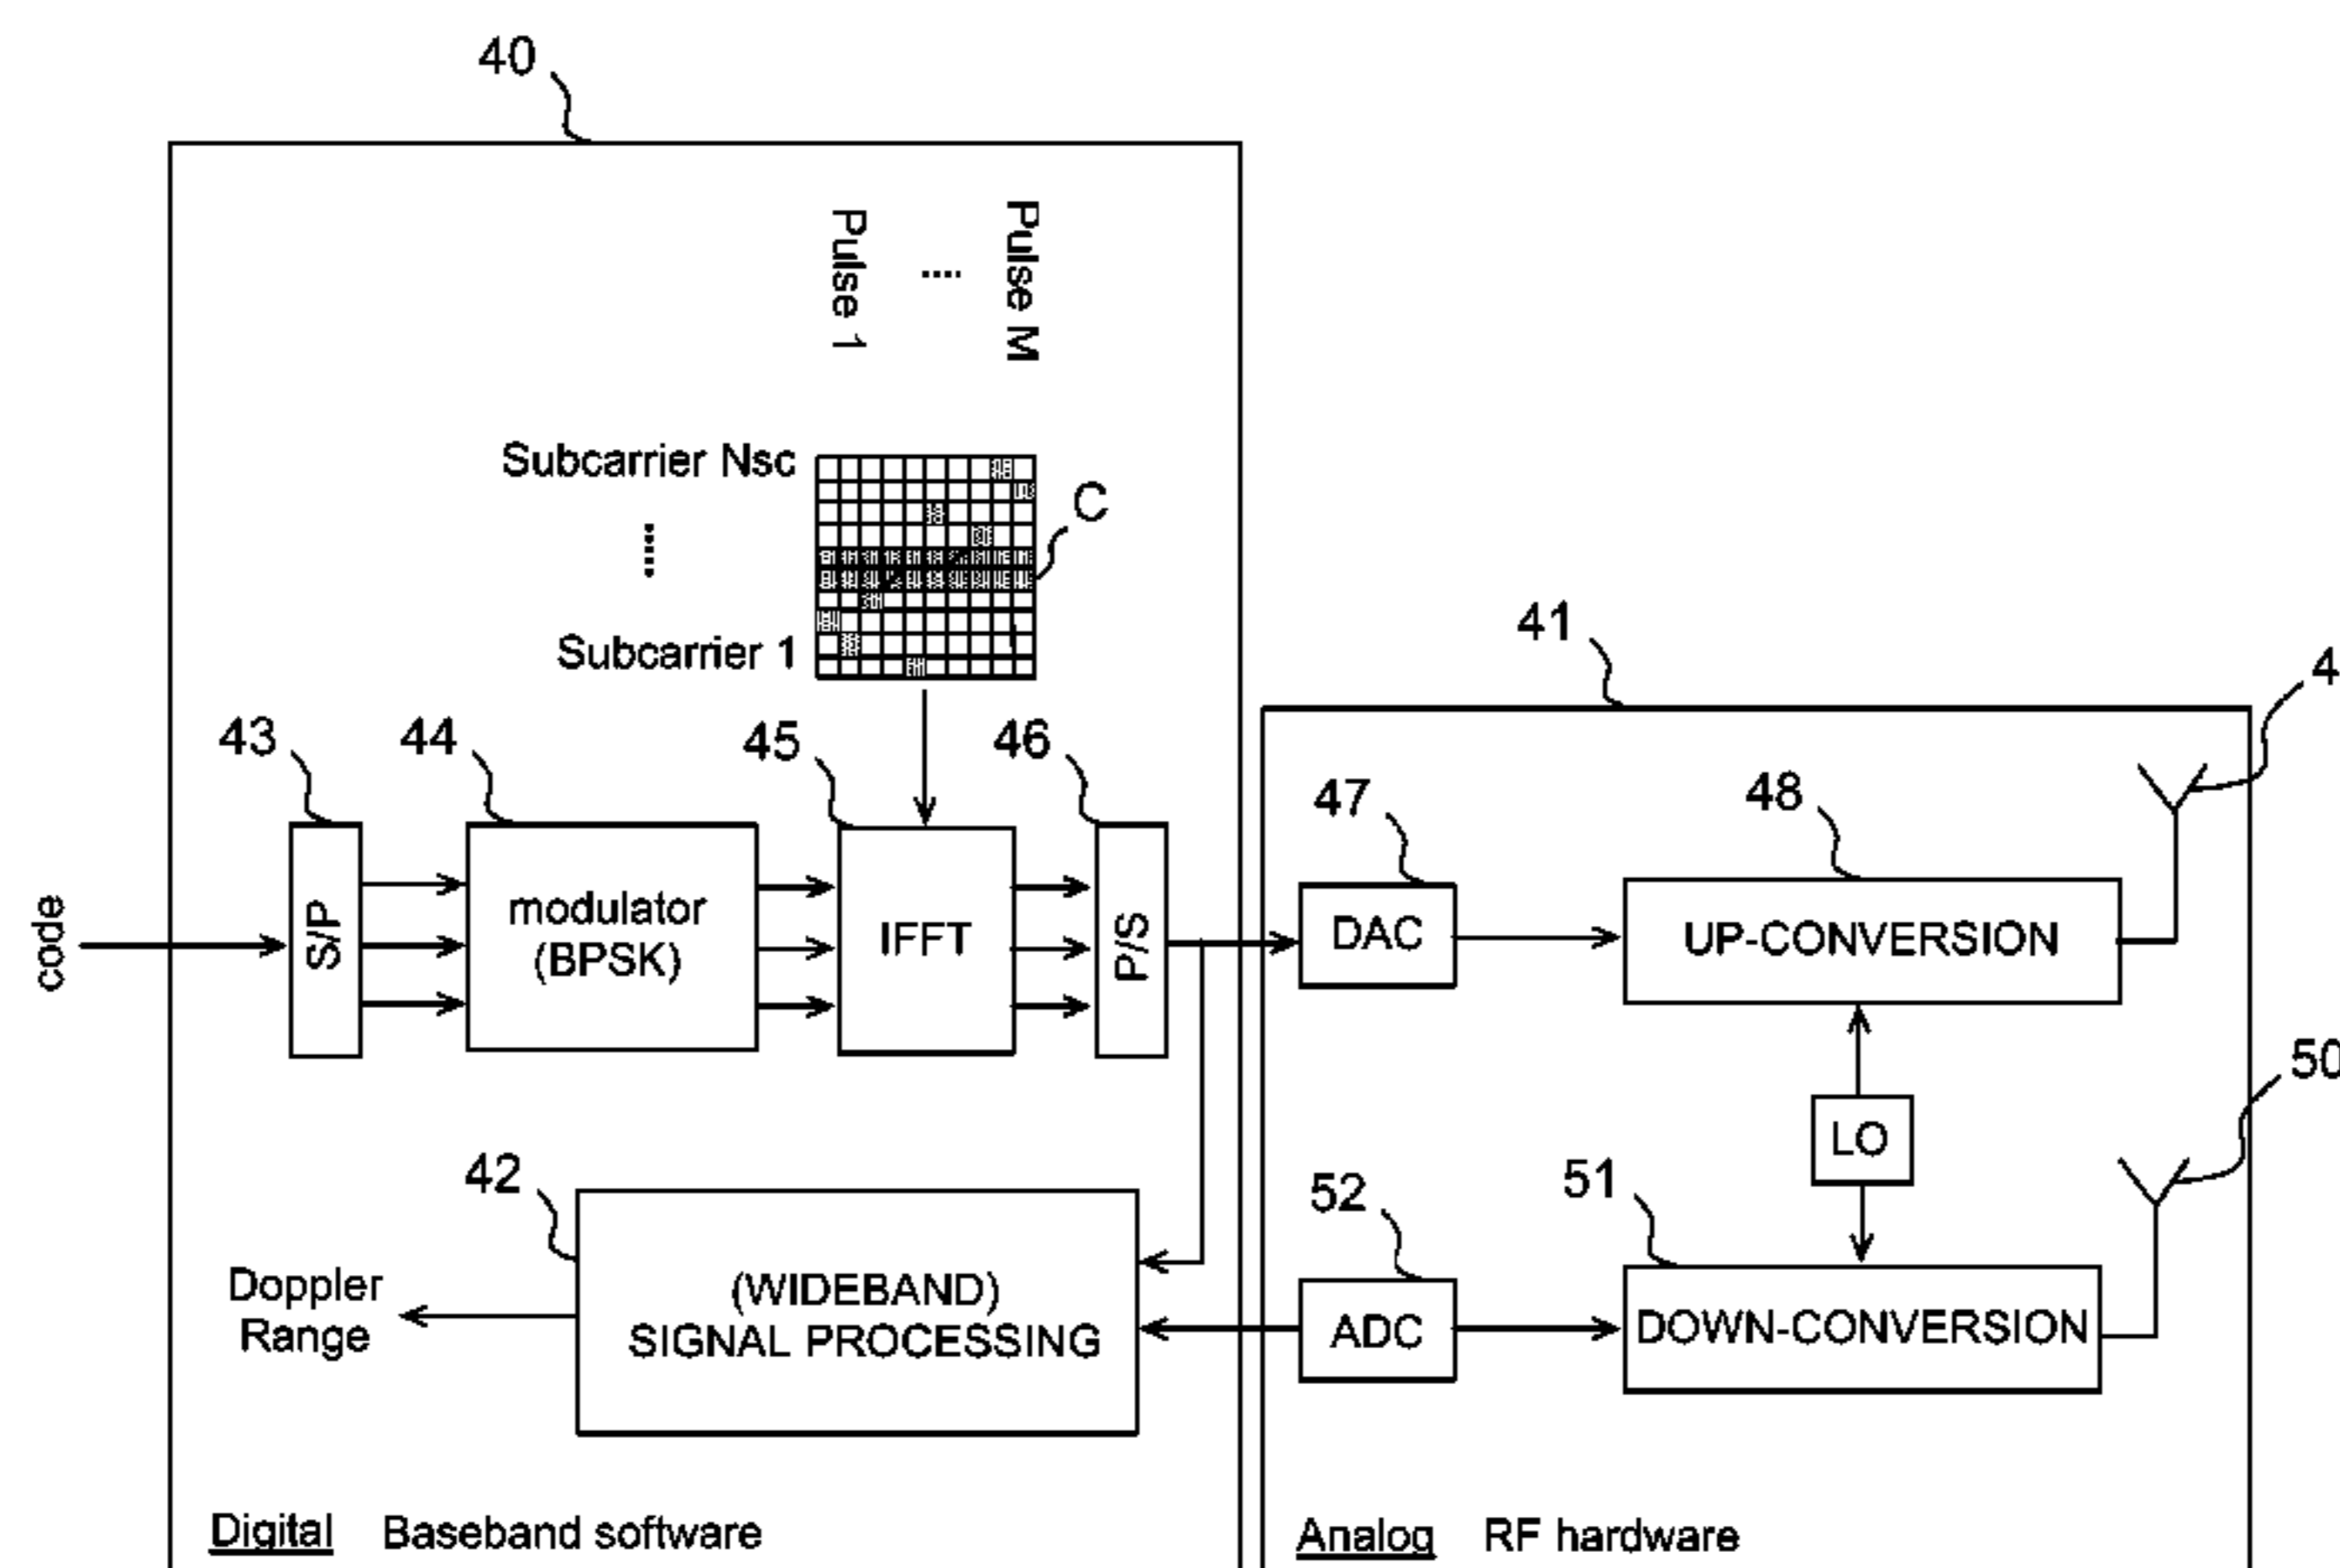 40
Pulse 1
....
Pulse M
Subcarrier Nsc
....
C
Subcarrier 1
41
4
43
44
45
46
47
48
code
S/P
modulator
(BPSK)
IFFT
P/S
DAC
UP-CONVERSION
LO
50
42
52
51
Doppler
Range
(WIDEBAND)
SIGNAL PROCESSING
ADC
DOWN-CONVERSION
Digital Baseband software
Analog RF hardware